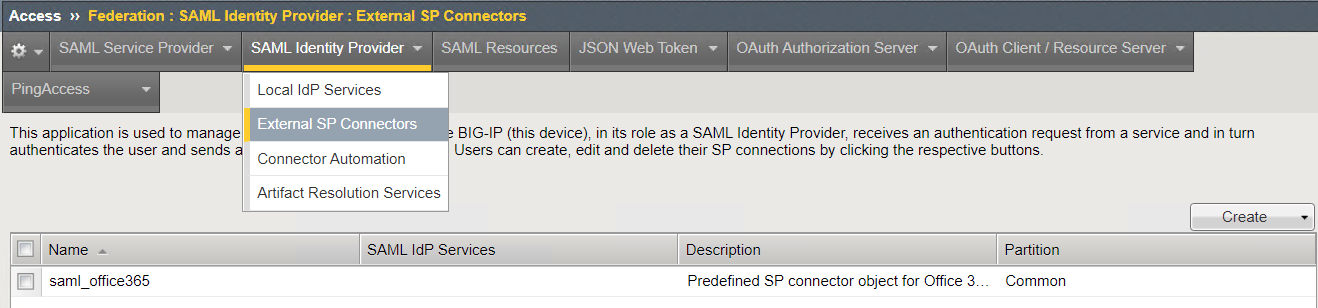 Access ›› Federation : SAML Identity Provider : External SP Connectors
SAML Service Provider SAML Identity Provider SAML Resources JSON Web Token OAuth Authorization Server OAuth Client / Resource Server
PingAccess
Local IdP Services
External SP Connectors
Connector Automation
Artifact Resolution Services
This application is used to manage e BIG-IP (this device), in its role as a SAML Identity Provider, receives an authentication request from a service and in turn
authenticates the user and sends a Users can create, edit and delete their SP connections by clicking the respective buttons.
Create
Name SAML IdP Services Description Partition
saml_office365 Predefined SP connector object for Office 3... Common